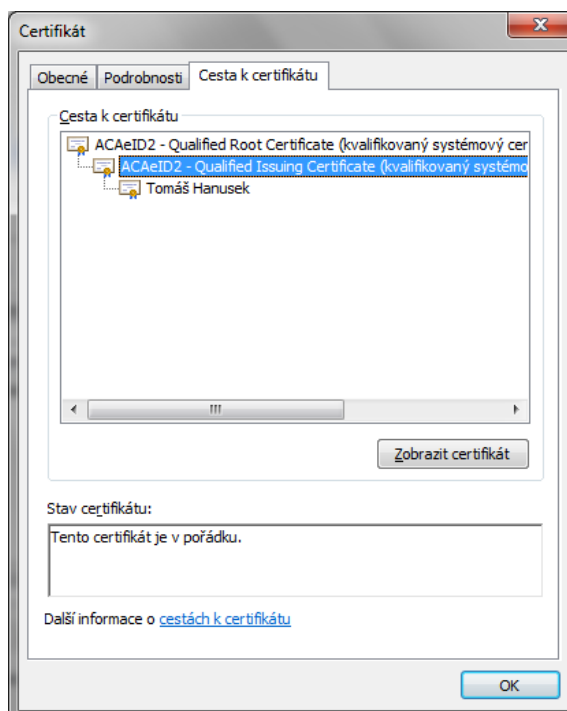 Certifikát
Obecné Podrobnosti Cesta k certifikátu
Cesta k certifikátu
ACAeID2 - Qualified Root Certificate (kvalifikovaný systémový cer
ACAeID2 - Qualified Issuing Certificate (kvalifikovaný systémo
Tomáš Hanusek
Zobrazit certifikát
Stav certifikátu:
Tento certifikát je v pořádku.
Další informace o cestách k certifikátu
OK